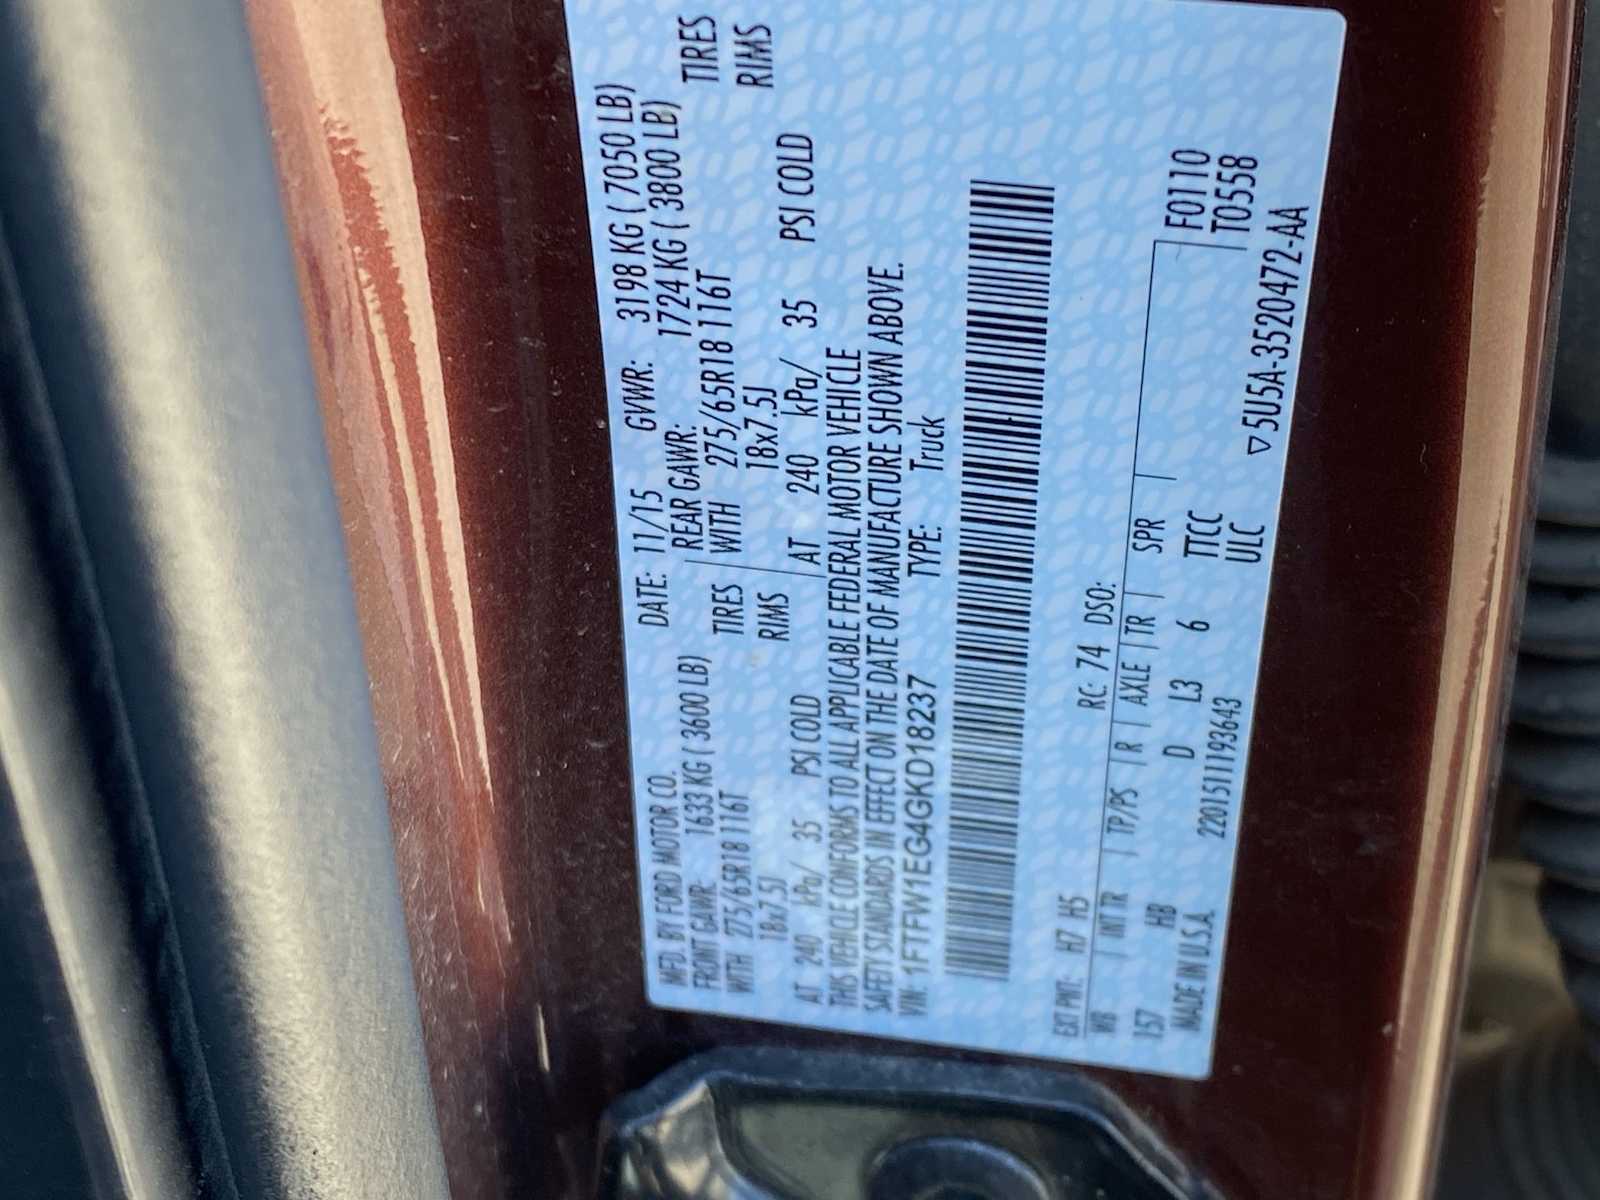 MFD. BY FORD MOTOR CO.
DATE: 11/15 GVWR: 3198 KG ( 7050 LB)
FRONT GAWR: 1633 KG ( 3600 LB) REAR GAWR: 1724 KG ( 3800 LB)
WITH 275/65R18 116T TIRES WITH 275/65R18 116T TIRES
18x7.5J RIMS 18x7.5J RIMS
AT 240 kPa/ 35 PSI COLD AT 240 kPa/ 35 PSI COLD
THIS VEHICLE CONFORMS TO ALL APPLICABLE FEDERAL MOTOR VEHICLE
SAFETY STANDARDS IN EFFECT ON THE DATE OF MANUFACTURE SHOWN ABOVE.
VIN: 1FTFW1EG4GKD18237 TYPE: Truck
EXT PNT: H7 H5 RC: 74 DSO:
WB | INT TR | TP/PS | R | AXLE | TR | SPR | F0110
157 HB D L3 6 TTCC T0558
MADE IN U.S.A. 220151119​3643 ULC
▽ 5U5A-3520472-AA